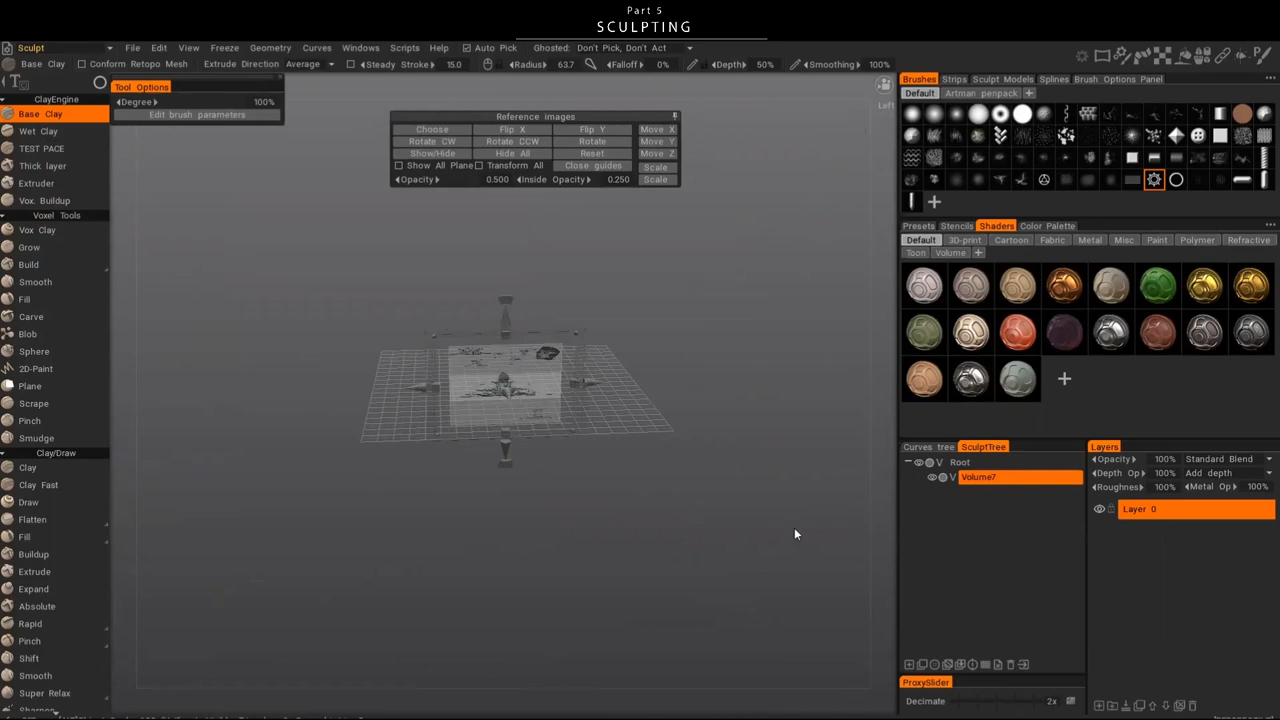 Part 5
SCULPTING
Sculpt File Edit View Freeze Geometry Curves Windows Scripts Help Auto Pick Ghosted: Don't Pick, Don't Act
Base Clay Conform Retopo Mesh Extrude Direction Average Steady Stroke 15.0 Radius 63.7 Falloff 0% Depth 50% Smoothing 100%
Tool Options
Degree 100%
Edit brush parameters
ClayEngine
Base Clay
Wet Clay
TEST PACE
Thick layer
Extruder
Vox. Buildup
Voxel Tools
Vox Clay
Grow
Build
Smooth
Fill
Carve
Blob
Sphere
2D-Paint
Plane
Scrape
Pinch
Smudge
Clay/Draw
Clay
Clay Fast
Draw
Flatten
Fill
Buildup
Extrude
Expand
Absolute
Rapid
Pinch
Shift
Smooth
Super Relax
Reference images
Choose Flip X Flip Y Move X
Rotate CW Rotate CCW Rotate Move Y
Show/Hide Hide All Reset Move Z
Show All Plane Transform All Close guides Scale
Opacity 0.500 Inside Opacity 0.250 Scale
Left
Brushes Strips Sculpt Models Splines Brush Options Panel
Default Artman penpack
Presets Stencils Shaders Color Palette
Default 3D-print Cartoon Fabric Metal Misc Paint Polymer Refractive
Toon Volume
Curves tree SculptTree
Root
V Volume7
Layers
Opacity 100% Standard Blend
Depth Op 100% Add depth
Roughness 100% Metal Op 100%
Layer 0
ProxySlider
Decimate 2x